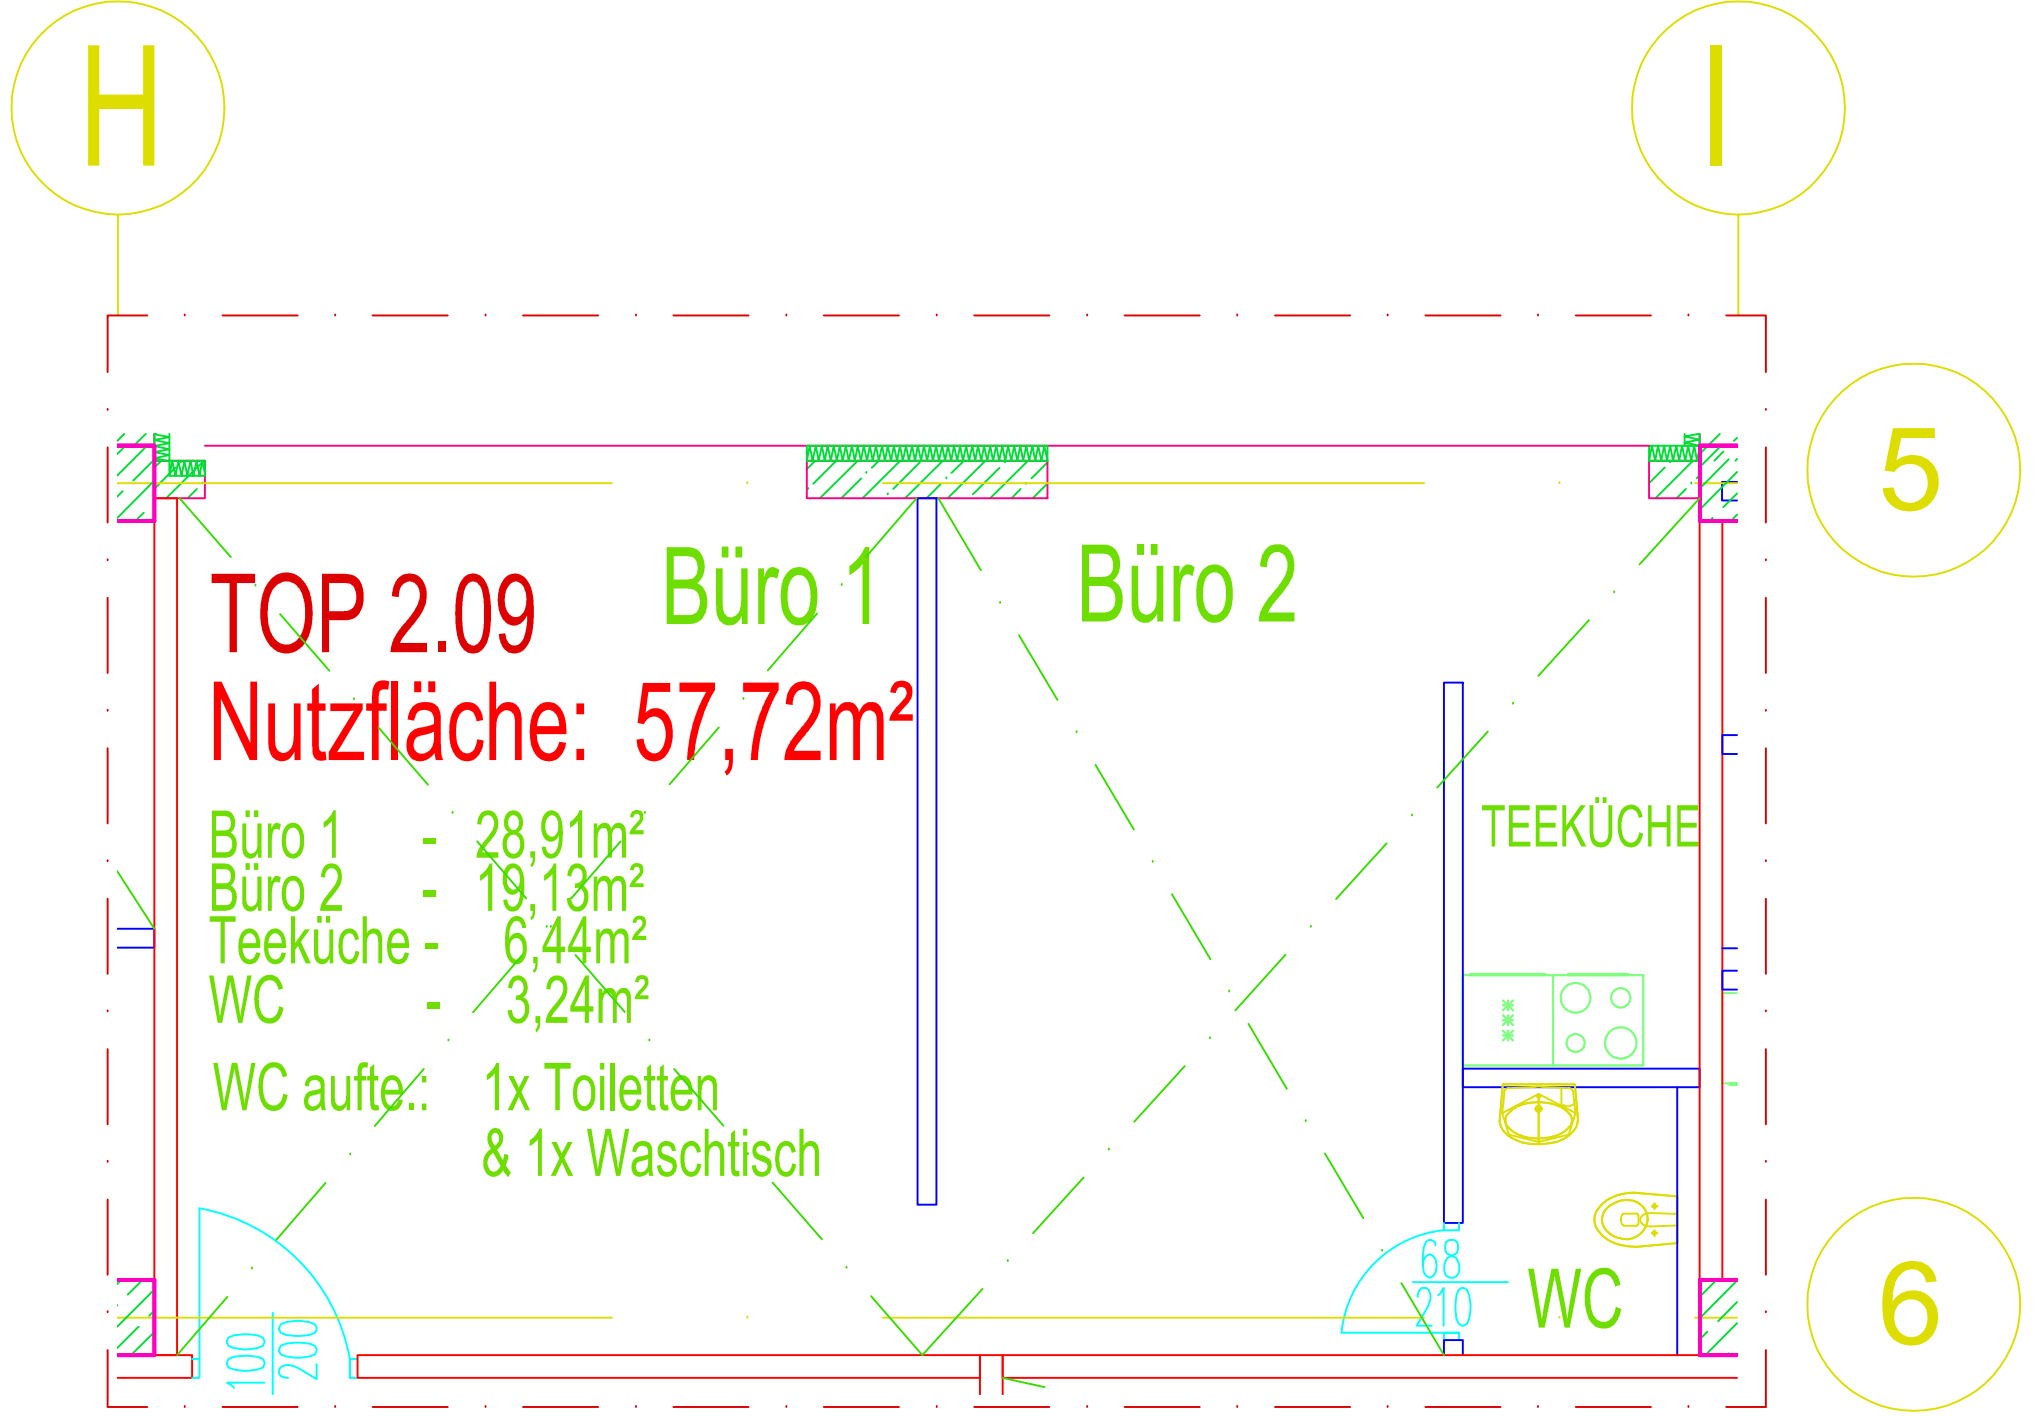 H
I
5
TOP 2.09
Büro 1
Büro 2
Nutzfläche: 57,72m²
Büro 1 - 28,91m²
Büro 2 - 19,13m²
Teeküche - 6,44m²
WC - 3,24m²
WC aufte.: 1x Toiletten
& 1x Waschtisch
TEEKÜCHE
68
210
WC
100
200
6